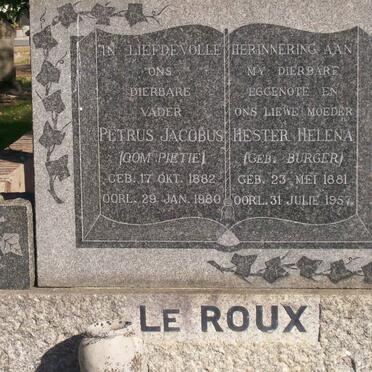 IN LIEFDEVOLLE HERINNERING AAN
ONS
DIERBARE
VADER
PETRUS JACOBUS
(OOM PIETIE)
GEB. 17 OKT. 1882
OORL. 29 JAN. 1980
MY DIERBARE
EGGENOTE EN
ONS LIEWE MOEDER
HESTER HELENA
(GEB. BURGER)
GEB. 23 MEI 1881
OORL. 31 JULIE 1957
LE ROUX